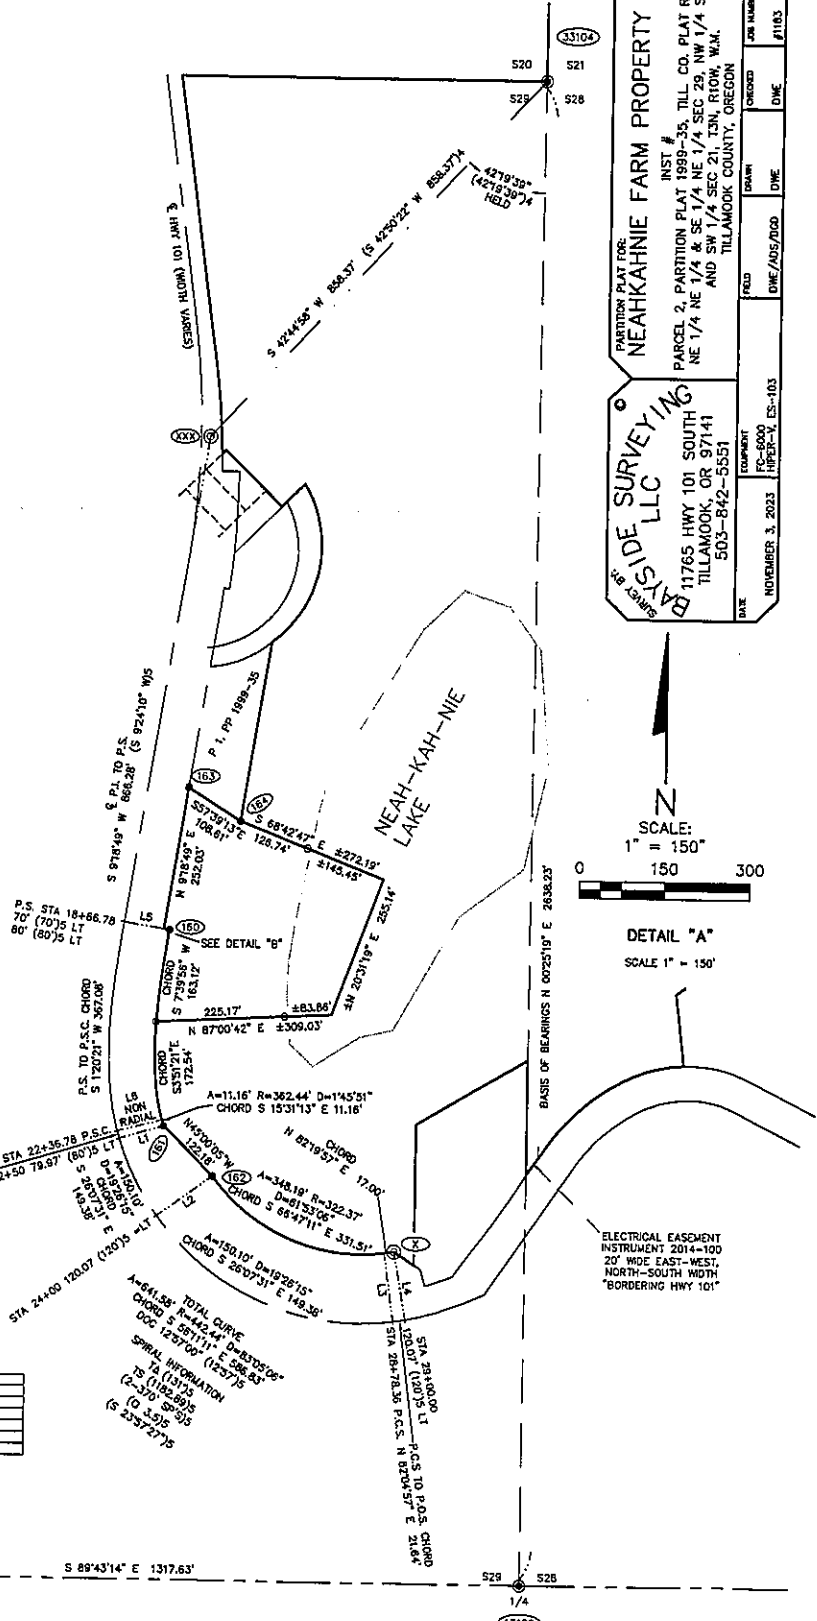 33104
S20 S21
S29 S28
42°19'39"
(42°19'39")4
HELD
S 42°44'58" W 858.37' (S 42°50'22" W 858.37')4
℄ HWY 101 (WIDTH VARIES)
XXX
P 1, PP 1999-35
NEAH-KAH-NIE
LAKE
S 9°18'49" W 866.28' (S 9°24'10" W)5
℄ P.I. TO P.S.
163
164
S57°39'13"E
108.61'
S 68°42'47" E ±272.19'
126.74' ±145.45'
N 9°18'49" E
252.03'
P.S. STA 18+66.78
70' (70')5 LT
80' (80')5 LT
L5
160
SEE DETAIL "B"
CHORD
S 7°39'56" W
163.12'
225.17' ±83.86'
N 87°00'42" E ±309.03'
±N 20°31'19" E 255.14'
BASIS OF BEARINGS N 00°25'19" E 2638.23'
P.S. TO P.S.C. CHORD
S 1°20'21" W 367.08'
CHORD
S3°51'21"E
172.54'
L6
NON
RADIAL
L1
A=11.16' R=362.44' D=1°45'51"
CHORD S 15°31'13" E 11.16'
STA 22+36.78 P.S.C.
2+50 79.97' (80')5 LT
161
N45°00'05"W
122.18'
162
L2
CHORD
N 82°19'57" E 17.00'
A=348.19' R=322.37'
D=61°53'06"
CHORD S 66°47'11" E 331.51'
A=150.10'
D=19°26'15"
CHORD
S 26°07'31" E
149.38'
STA 24+00 120.07 (120')5 LT
A=150.10' D=19°26'15"
CHORD S 26°07'31" E 149.38'
X
L3
L4
TOTAL CURVE
A=641.58' R=442.44' D=83°05'06"
CHORD S 56°11'11" E 586.83'
DOC 12°57'00" (12°57')5
SPIRAL INFORMATION
TΔ (131°)5
TS (1182.89)5
(2-370' SP'S)5
(α 3.5)5
(S 23°57'27")5
STA 29+00.00
120.07' (120')5 LT
STA 28+78.36 P.C.S. N 82°04'57" E 21.64'
P.C.S TO P.O.S. CHORD
ELECTRICAL EASEMENT
INSTRUMENT 2014-100
20' WIDE EAST-WEST,
NORTH-SOUTH WIDTH
"BORDERING HWY 101"
S 89°43'14" E 1317.63'
S29 S28
1/4
PARTITION PLAT FOR:
NEAHKAHNIE FARM PROPERTY
INST #
PARCEL 2, PARTITION PLAT 1999-35, TILL CO. PLAT
NE 1/4 NE 1/4 & SE 1/4 NE 1/4 SEC 29, NW 1/4
AND SW 1/4 SEC 21, T3N, R10W, W.M.
TILLAMOOK COUNTY, OREGON
SURVEY BY:
BAYSIDE SURVEYING
LLC
11765 HWY 101 SOUTH
TILLAMOOK, OR 97141
503-842-5551
DATE
NOVEMBER 3, 2023
EQUIPMENT
FC-6000
HIPER-V, ES-103
FIELD
DWE/ADS/DGD
DRAWN
DWE
CHECKED
DWE
JOB NUMB
#1183
N
SCALE:
1" = 150"
0 150 300
DETAIL "A"
SCALE 1" = 150'